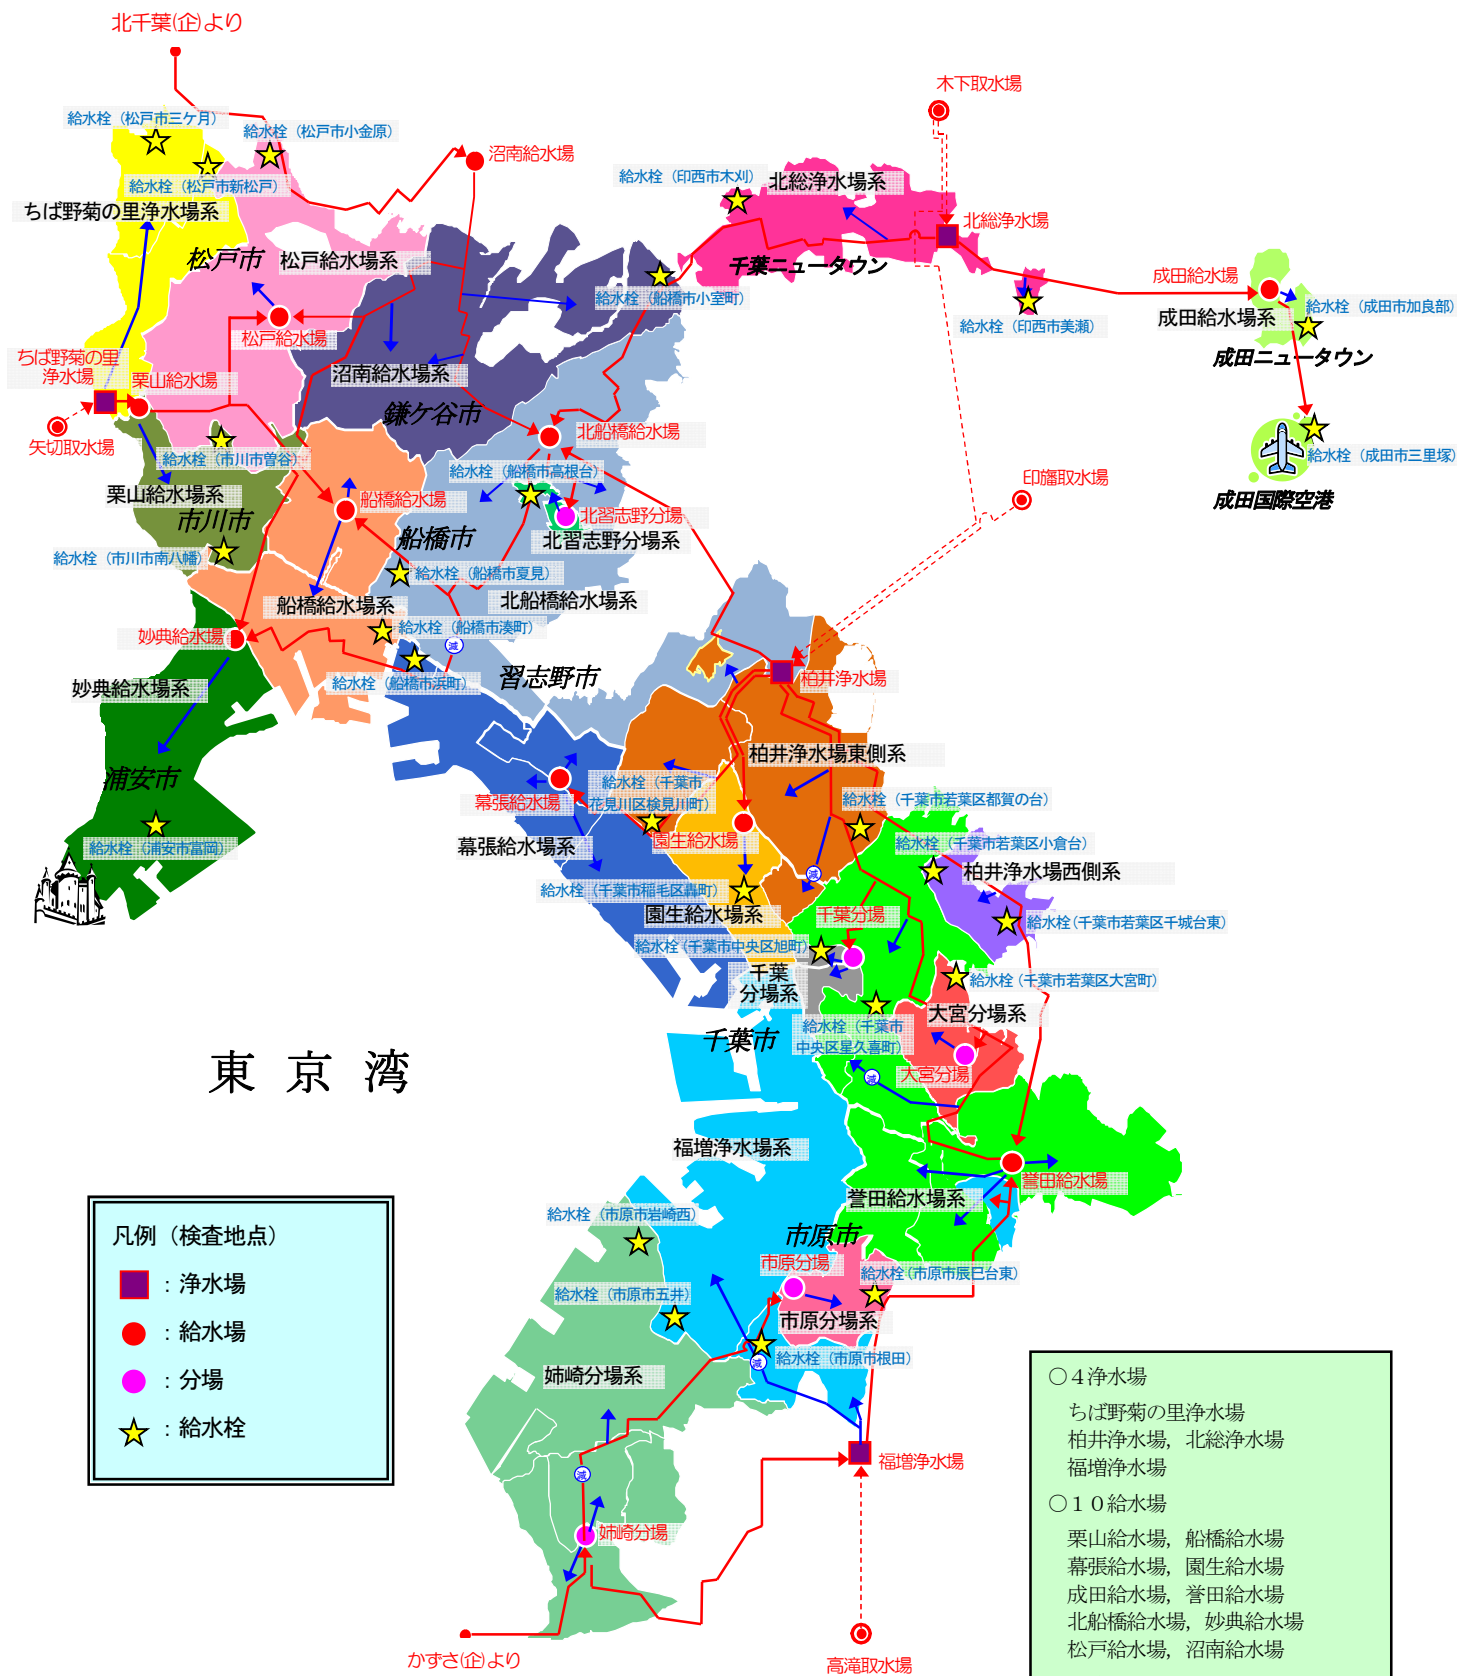 北千葉(企)より
木下取水場
給水栓（松戸市三ケ月）
給水栓（松戸市小金原）
沼南給水場
給水栓（松戸市新松戸）
給水栓（印西市木刈）
北総浄水場系
ちば野菊の里浄水場系
北総浄水場
松戸市
松戸給水場系
千葉ニュータウン
成田給水場
給水栓（船橋市小室町）
給水栓（印西市美瀬）
給水栓（成田市加良部）
成田給水場系
松戸給水場
成田ニュータウン
ちば野菊の里
浄水場
栗山給水場
沼南給水場系
鎌ケ谷市
矢切取水場
北船橋給水場
給水栓（市川市曽谷）
給水栓（船橋市高根台）
給水栓（成田市三里塚）
印旛取水場
成田国際空港
栗山給水場系
船橋給水場
市川市
北習志野分場
船橋市
北習志野分場系
給水栓（市川市南八幡）
給水栓（船橋市夏見）
船橋給水場系
北船橋給水場系
妙典給水場
給水栓（船橋市湊町）
減
習志野市
柏井浄水場
妙典給水場系
給水栓（船橋市浜町）
柏井浄水場東側系
浦安市
給水栓（千葉市
花見川区検見川町）
幕張給水場
給水栓（千葉市若葉区都賀の台）
給水栓（浦安市富岡）
幕張給水場系
園生給水場
給水栓（千葉市若葉区小倉台）
柏井浄水場西側系
減
給水栓（千葉市稲毛区轟町）
園生給水場系
千葉分場
給水栓（千葉市若葉区千城台東）
給水栓（千葉市中央区旭町）
千葉
分場系
給水栓（千葉市若葉区大宮町）
大宮分場系
千葉市
給水栓（千葉市
中央区星久喜町）
東京湾
大宮分場
減
福増浄水場系
誉田給水場
誉田給水場系
給水栓（市原市岩崎西）
市原市
市原分場
給水栓（市原市辰巳台東）
給水栓（市原市五井）
市原分場系
給水栓（市原市根田）
減
姉崎分場系
福増浄水場
減
姉崎分場
かずさ(企)より
高滝取水場
凡例（検査地点）
：浄水場
：給水場
：分場
：給水栓
○４浄水場
ちば野菊の里浄水場
柏井浄水場，北総浄水場
福増浄水場
○１０給水場
栗山給水場，船橋給水場
幕張給水場，園生給水場
成田給水場，誉田給水場
北船橋給水場，妙典給水場
松戸給水場，沼南給水場